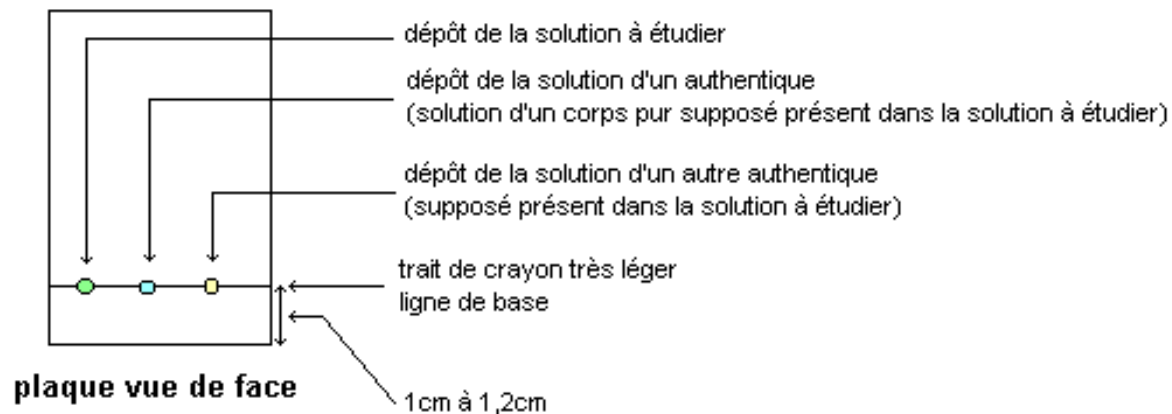 dépôt de la solution à étudier
dépôt de la solution d'un authentique
(solution d'un corps pur supposé présent dans la solution à étudier)
dépôt de la solution d'un autre authentique
(supposé présent dans la solution à étudier)
trait de crayon très léger
ligne de base
plaque vue de face
1cm à 1,2cm